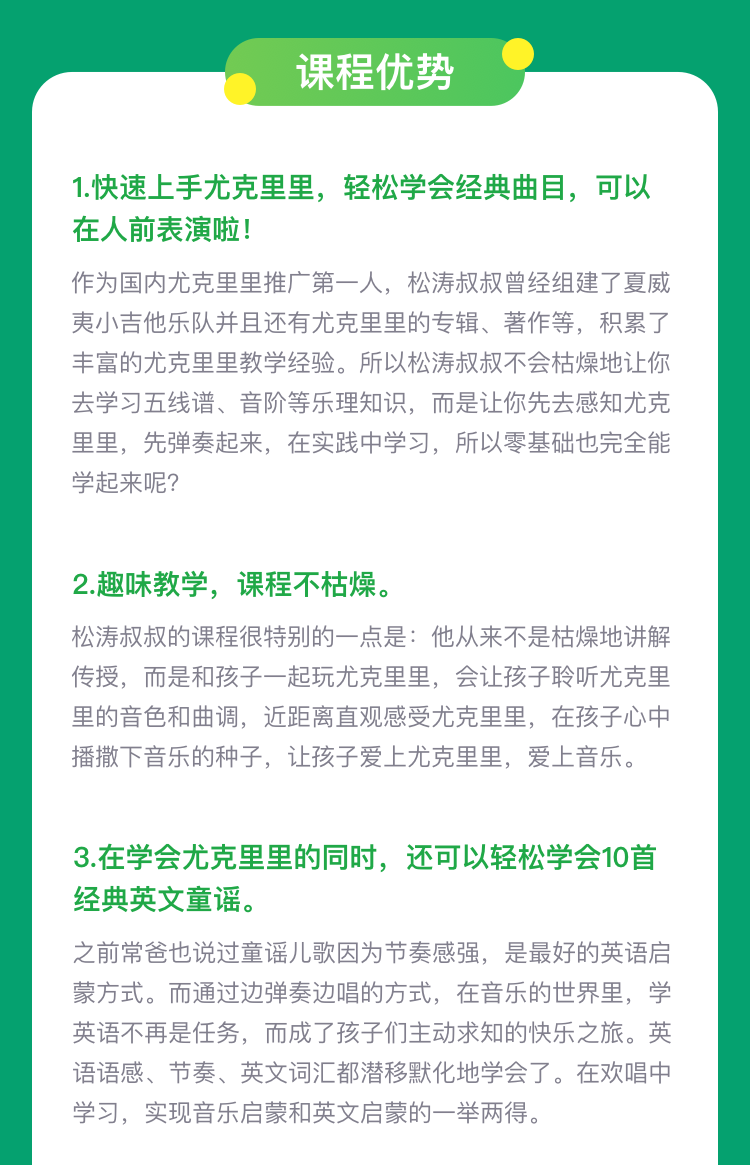 课程优势
1.快速上手尤克里里，轻松学会经典曲目，可以
在人前表演啦！
作为国内尤克里里推广第一人，松涛叔叔曾经组建了夏威
夷小吉他乐队并且还有尤克里里的专辑、著作等，积累了
丰富的尤克里里教学经验。所以松涛叔叔不会枯燥地让你
去学习五线谱、音阶等乐理知识，而是让你先去感知尤克
里里，先弹奏起来，在实践中学习，所以零基础也完全能
学起来呢？
2.趣味教学，课程不枯燥。
松涛叔叔的课程很特别的一点是：他从来不是枯燥地讲解
传授，而是和孩子一起玩尤克里里，会让孩子聆听尤克里
里的音色和曲调，近距离直观感受尤克里里，在孩子心中
播撒下音乐的种子，让孩子爱上尤克里里，爱上音乐。
3.在学会尤克里里的同时，还可以轻松学会10首
经典英文童谣。
之前常爸也说过童谣儿歌因为节奏感强，是最好的英语启
蒙方式。而通过边弹奏边唱的方式，在音乐的世界里，学
英语不再是任务，而成了孩子们主动求知的快乐之旅。英
语语感、节奏、英文词汇都潜移默化地学会了。在欢唱中
学习，实现音乐启蒙和英文启蒙的一举两得。